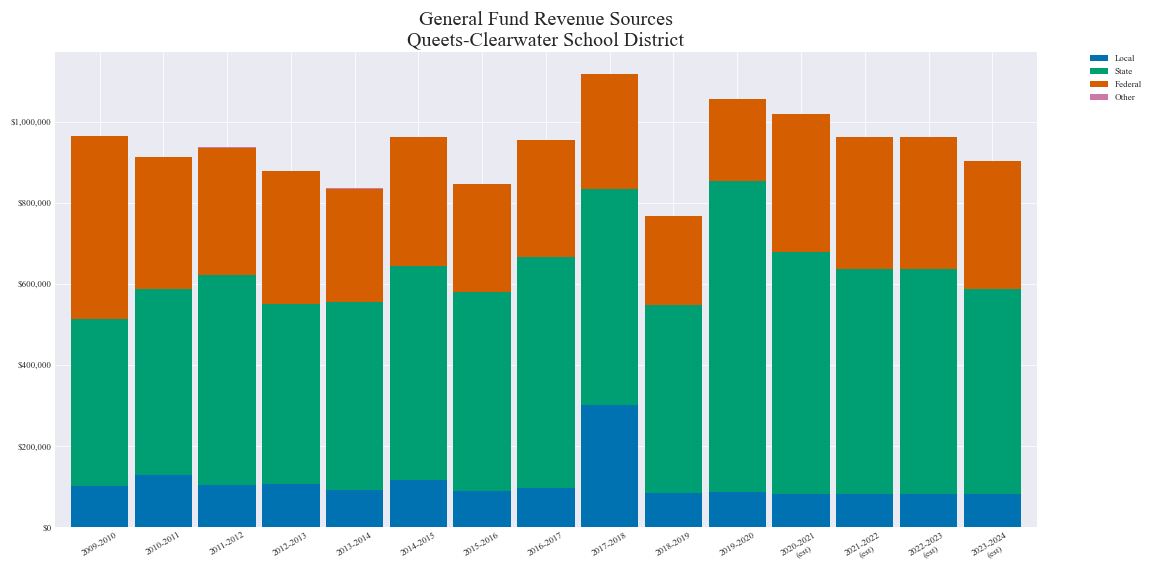 General Fund Revenue Sources
Queets-Clearwater School District
Local
State
Federal
Other
$1,000,000
$800,000
$600,000
$400,000
$200,000
$0
2009-2010
2010-2011
2011-2012
2012-2013
2013-2014
2014-2015
2015-2016
2016-2017
2017-2018
2018-2019
2019-2020
2020-2021
(est)
2021-2022
(est)
2022-2023
(est)
2023-2024
(est)